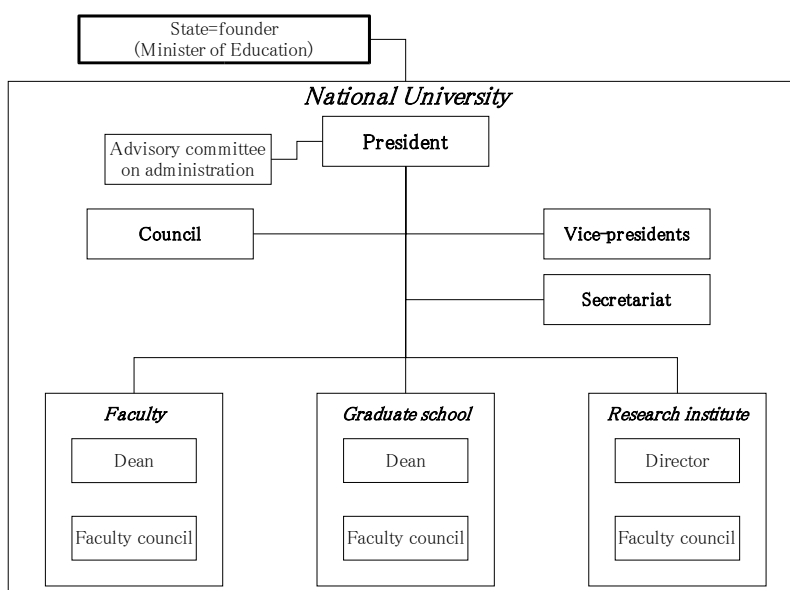 State=founder
(Minister of Education)
National University
President
Advisory committee
on administration
Council
Vice-presidents
Secretariat
Faculty
Dean
Faculty council
Graduate school
Dean
Faculty council
Research institute
Director
Faculty council